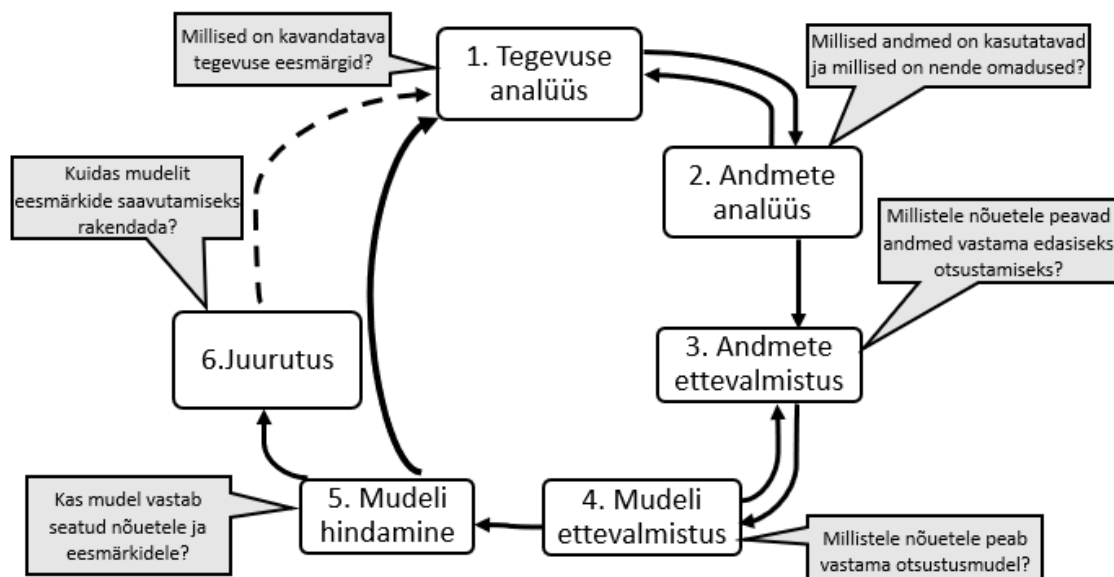 Millised on kavandatava
tegevuse eesmärgid?
1. Tegevuse
analüüs
Millised andmed on kasutatavad
ja millised on nende omadused?
2. Andmete
analüüs
Millistele nõuetele peavad
andmed vastama edasiseks
otsustamiseks?
3. Andmete
ettevalmistus
4. Mudeli
ettevalmistus
Millistele nõuetele peab
vastama otsustusmudel?
5. Mudeli
hindamine
Kas mudel vastab
seatud nõuetele ja
eesmärkidele?
6.Juurutus
Kuidas mudelit
eesmärkide saavutamiseks
rakendada?